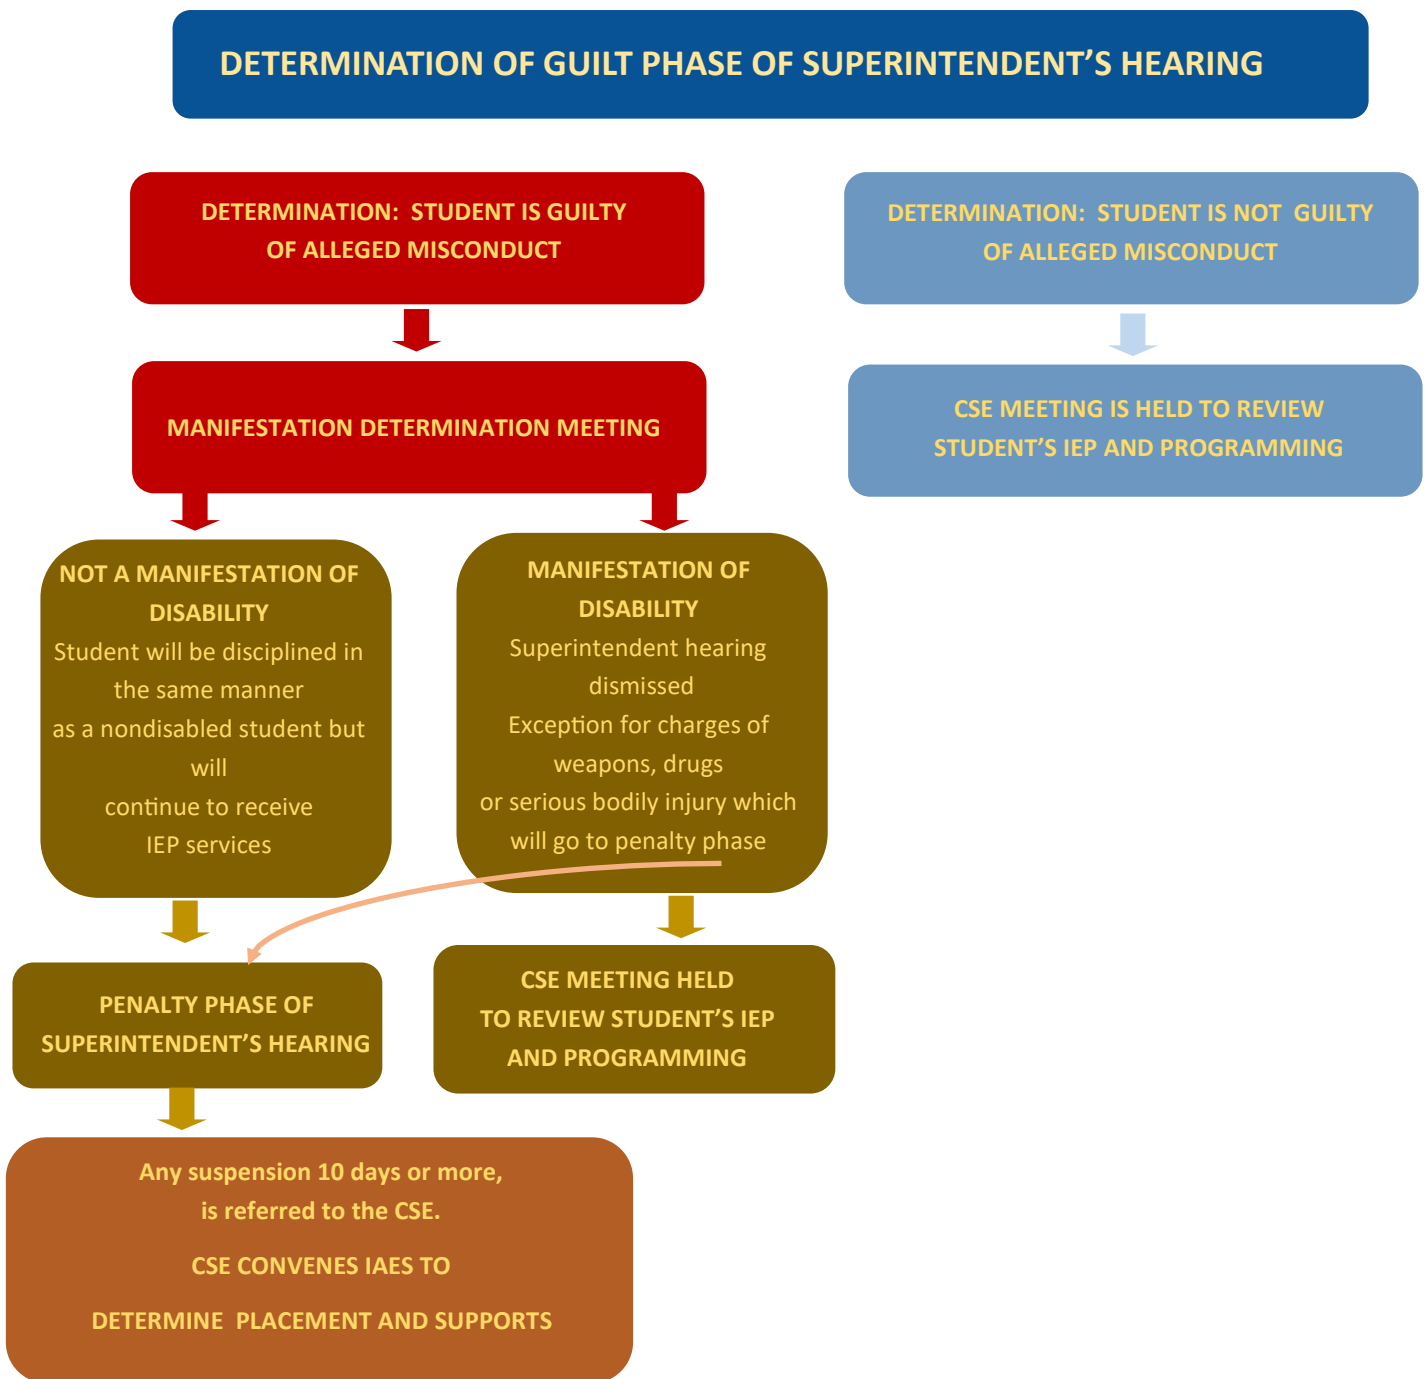 DETERMINATION OF GUILT PHASE OF SUPERINTENDENT’S HEARING
DETERMINATION: STUDENT IS GUILTY
OF ALLEGED MISCONDUCT
DETERMINATION: STUDENT IS NOT GUILTY
OF ALLEGED MISCONDUCT
MANIFESTATION DETERMINATION MEETING
CSE MEETING IS HELD TO REVIEW
STUDENT’S IEP AND PROGRAMMING
NOT A MANIFESTATION OF
DISABILITY
Student will be disciplined in
the same manner
as a nondisabled student but
will
continue to receive
IEP services
MANIFESTATION OF
DISABILITY
Superintendent hearing
dismissed
Exception for charges of
weapons, drugs
or serious bodily injury which
will go to penalty phase
PENALTY PHASE OF
SUPERINTENDENT’S HEARING
CSE MEETING HELD
TO REVIEW STUDENT’S IEP
AND PROGRAMMING
Any suspension 10 days or more,
is referred to the CSE.
CSE CONVENES IAES TO
DETERMINE PLACEMENT AND SUPPORTS